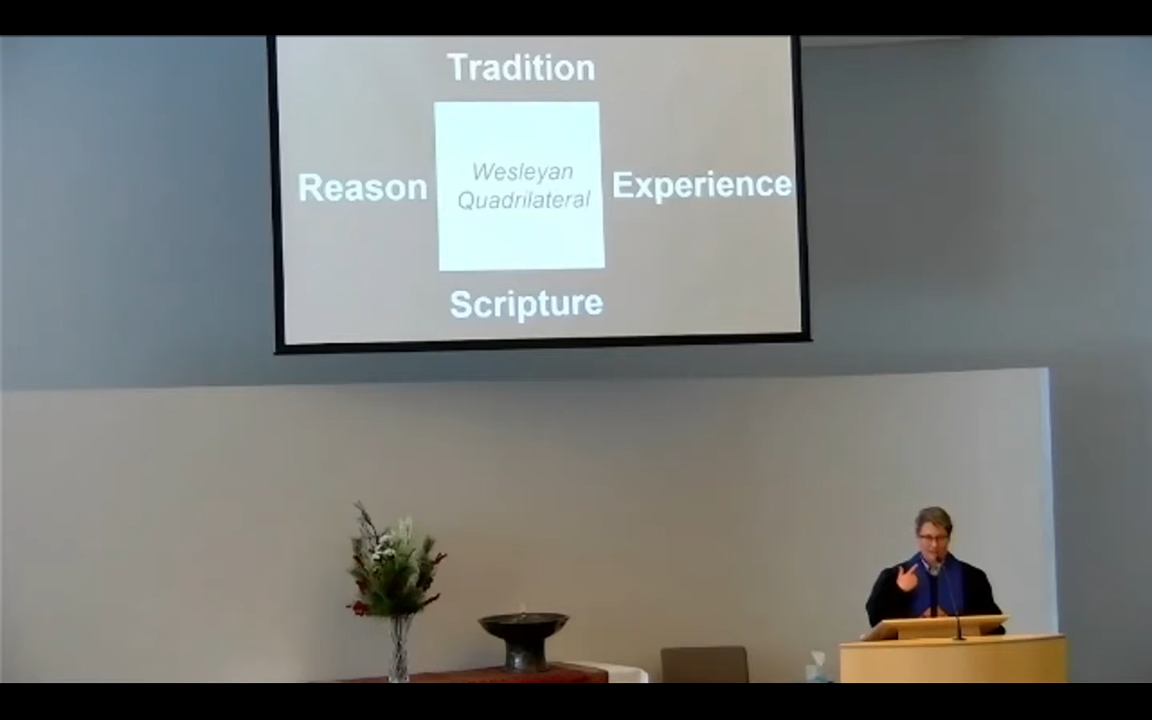 Tradition
Reason
Wesleyan
Quadrilateral
Experience
Scripture